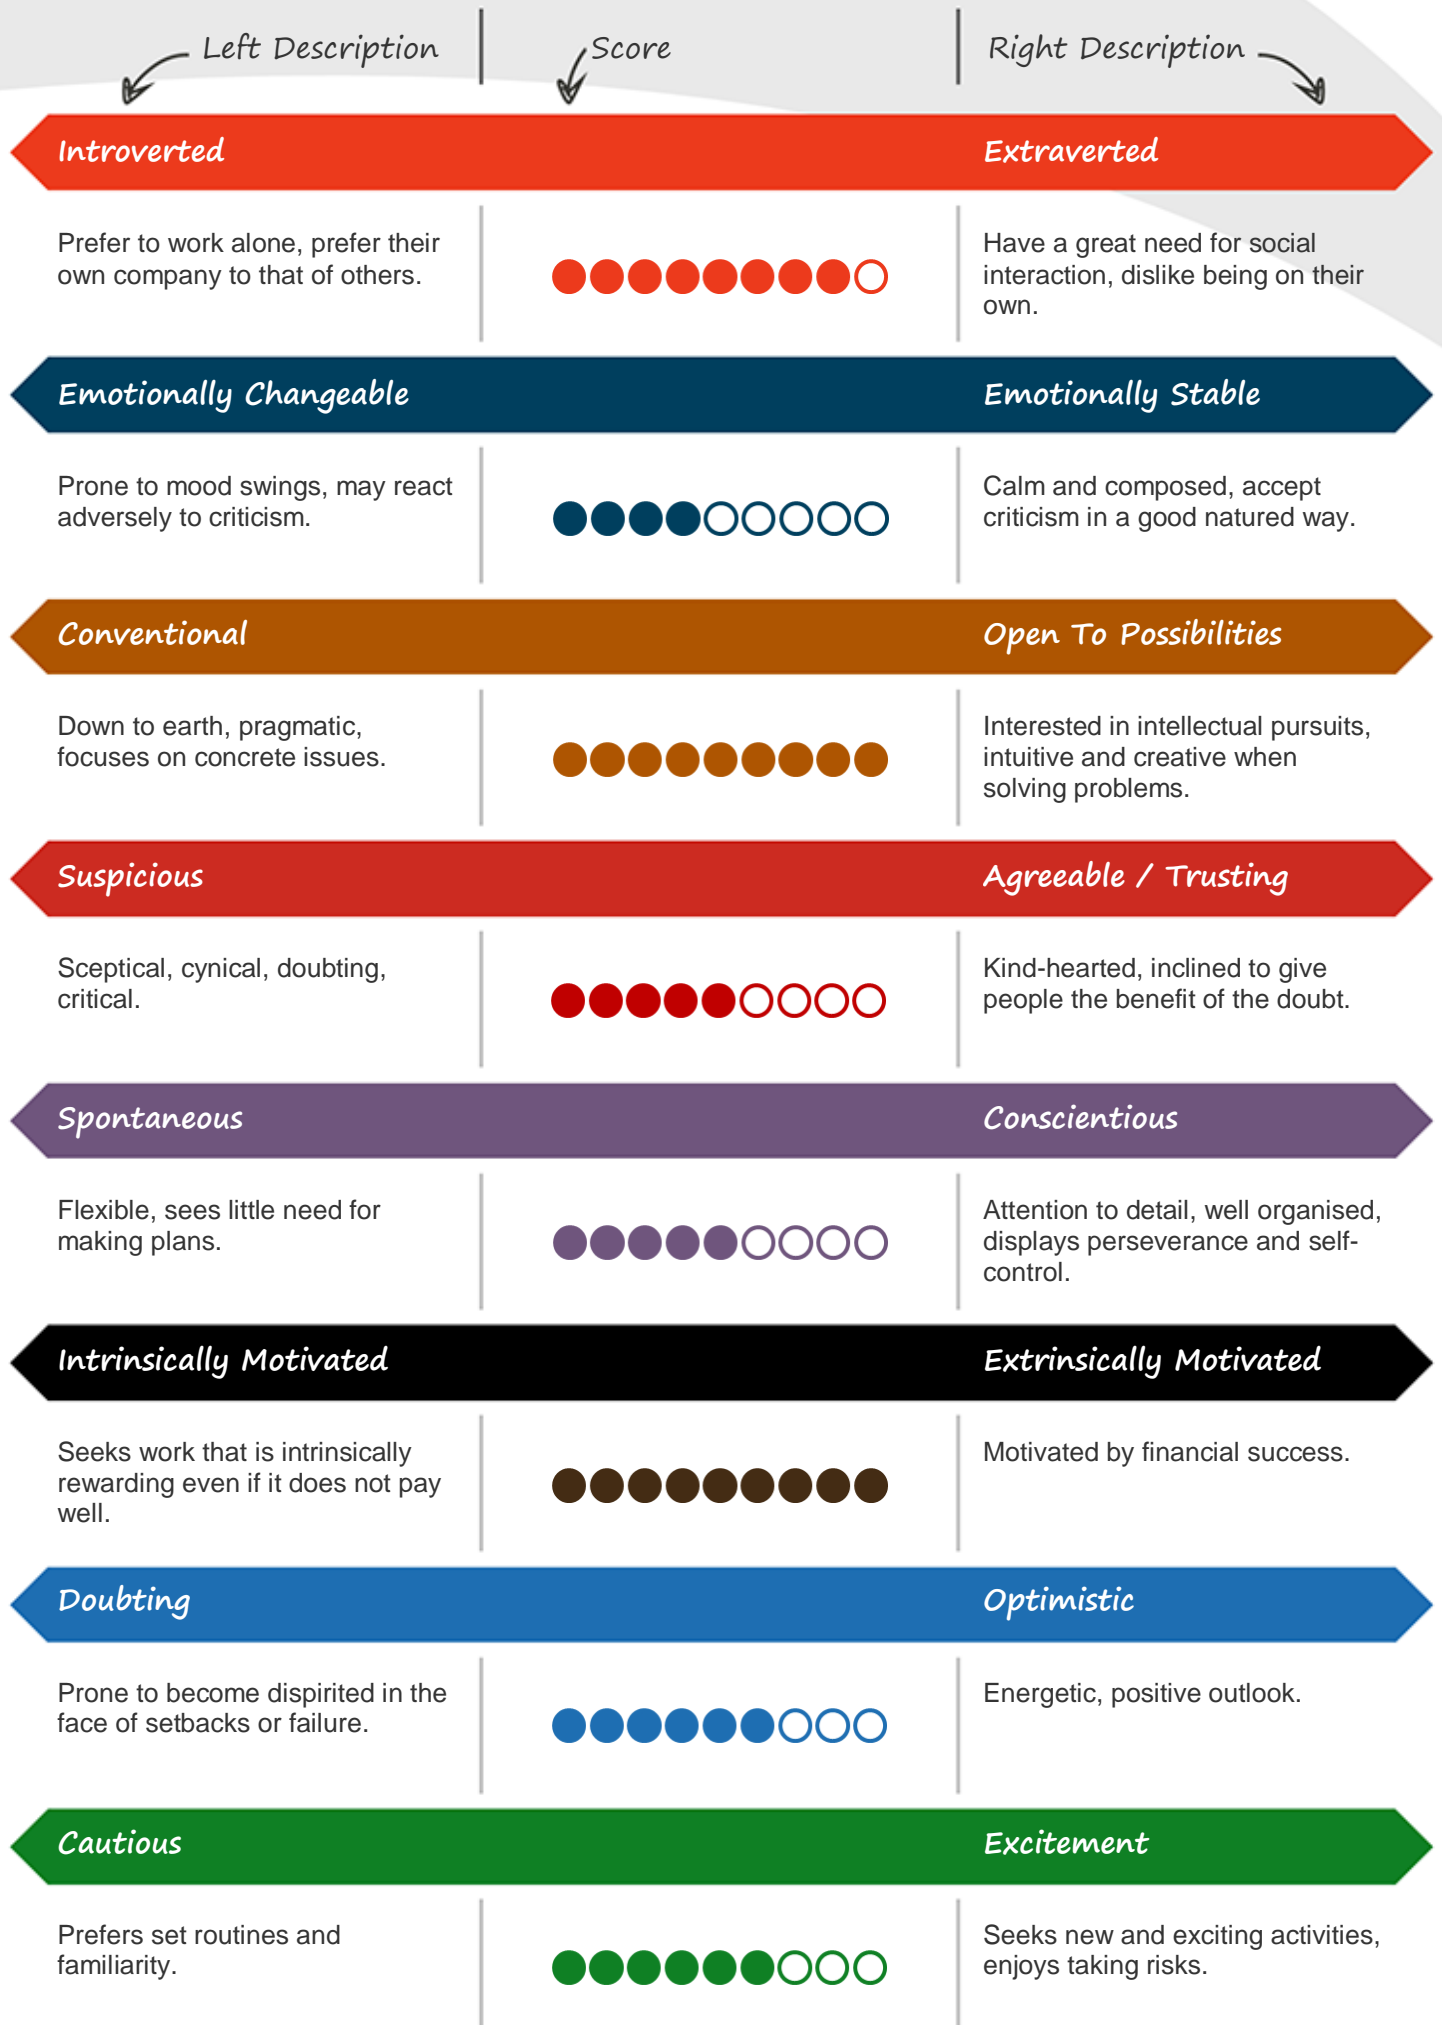 Left Description
Score
Right Description
Introverted
Extraverted
Prefer to work alone, prefer their
own company to that of others.
Have a great need for social
interaction, dislike being on their
own.
Emotionally Changeable
Emotionally Stable
Prone to mood swings, may react
adversely to criticism.
Calm and composed, accept
criticism in a good natured way.
Conventional
Open To Possibilities
Down to earth, pragmatic,
focuses on concrete issues.
Interested in intellectual pursuits,
intuitive and creative when
solving problems.
Suspicious
Agreeable / Trusting
Sceptical, cynical, doubting,
critical.
Kind-hearted, inclined to give
people the benefit of the doubt.
Spontaneous
Conscientious
Flexible, sees little need for
making plans.
Attention to detail, well organised,
displays perseverance and self-
control.
Intrinsically Motivated
Extrinsically Motivated
Seeks work that is intrinsically
rewarding even if it does not pay
well.
Motivated by financial success.
Doubting
Optimistic
Prone to become dispirited in the
face of setbacks or failure.
Energetic, positive outlook.
Cautious
Excitement
Prefers set routines and
familiarity.
Seeks new and exciting activities,
enjoys taking risks.